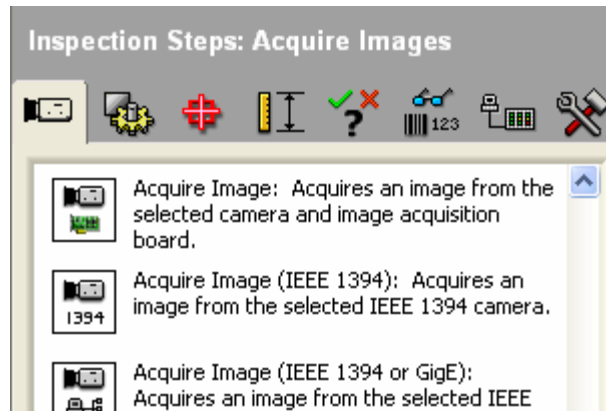 Inspection Steps: Acquire Images
123
Acquire Image: Acquires an image from the
selected camera and image acquisition
board.
Acquire Image (IEEE 1394): Acquires an
image from the selected IEEE 1394 camera.
1394
Acquire Image (IEEE 1394 or GigE):
Acquires an image from the selected IEEE